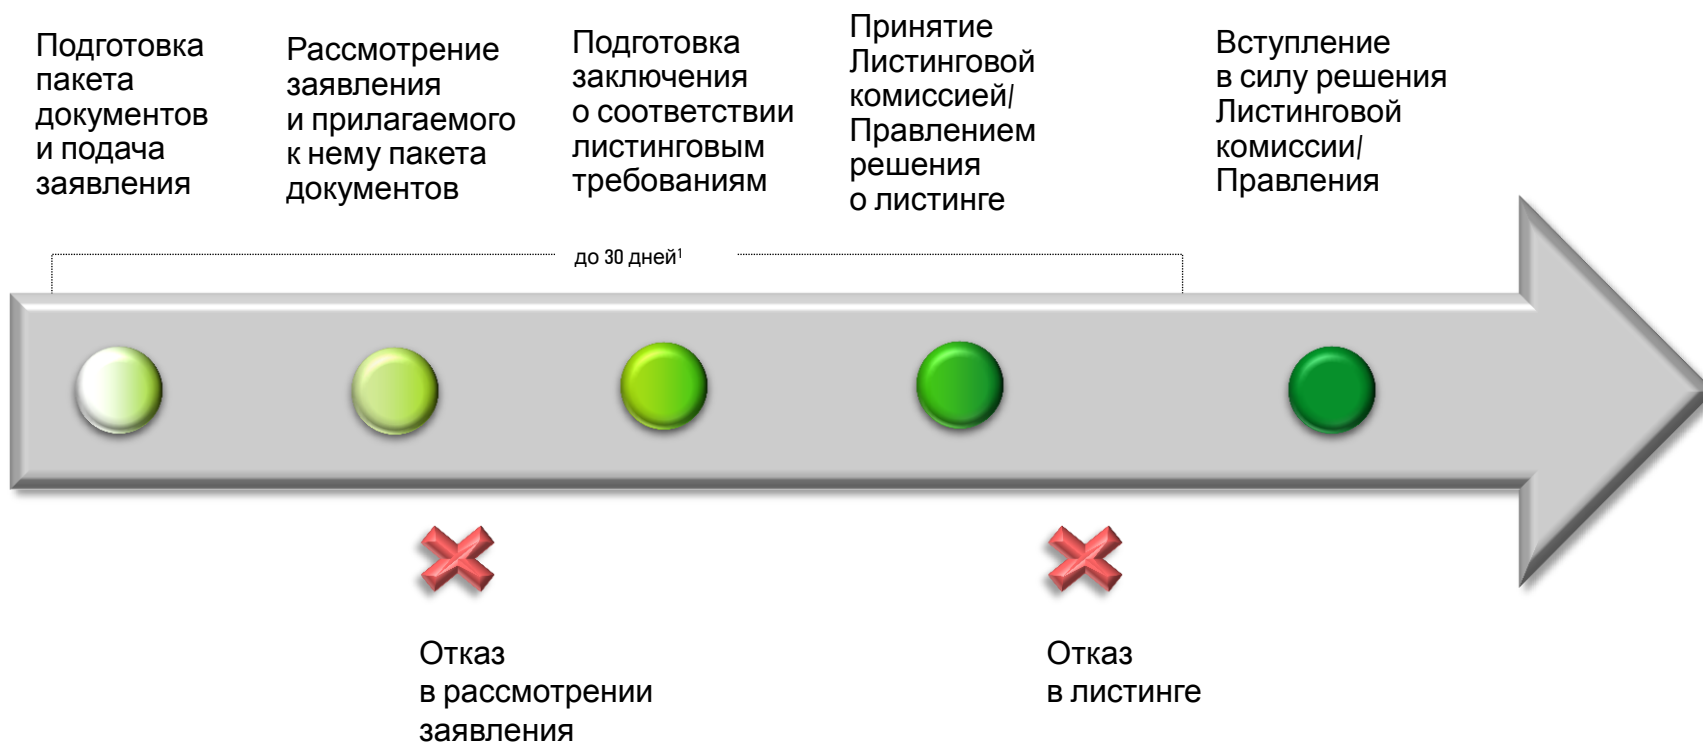 Подготовка
пакета
документов
и подача
заявления
Рассмотрение
заявления
и прилагаемого
к нему пакета
документов
Подготовка
заключения
о соответствии
листинговым
требованиям
Принятие
Листинговой
комиссией/
Правлением
решения
о листинге
Вступление
в силу решения
Листинговой
комиссии/
Правления
до 30 дней¹
Отказ
в рассмотрении
заявления
Отказ
в листинге